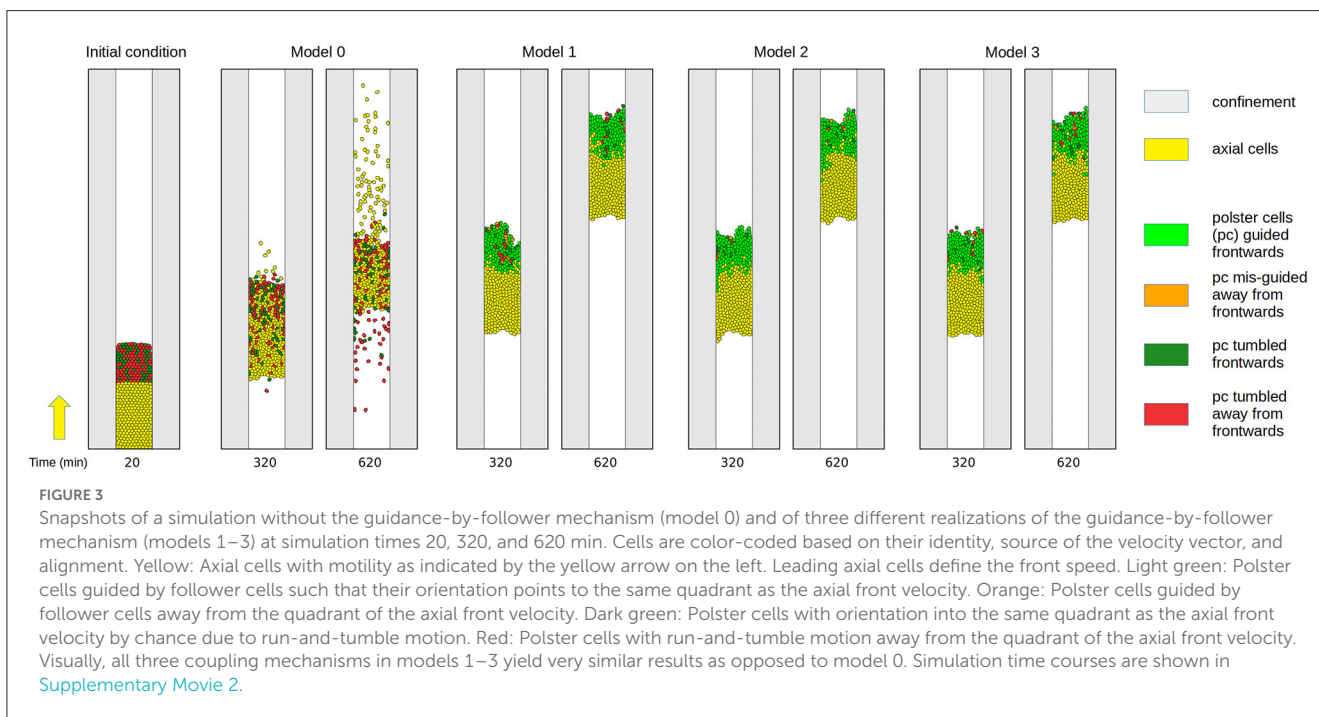 Initial condition
Model 0
Model 1
Model 2
Model 3
confinement
axial cells
polster cells
(pc) guided
frontwards
pc mis-guided
away from
frontwards
pc tumbled
frontwards
pc tumbled
away from
frontwards
Time (min)
20
320
620
320
620
320
620
320
620
FIGURE 3
Snapshots of a simulation without the guidance-by-follower mechanism (model 0) and of three different realizations of the guidance-by-follower
mechanism (models 1–3) at simulation times 20, 320, and 620 min. Cells are color-coded based on their identity, source of the velocity vector, and
alignment. Yellow: Axial cells with motility as indicated by the yellow arrow on the left. Leading axial cells define the front speed. Light green: Polster
cells guided by follower cells such that their orientation points to the same quadrant as the axial front velocity. Orange: Polster cells guided by
follower cells away from the quadrant of the axial front velocity. Dark green: Polster cells with orientation into the same quadrant as the axial front
velocity by chance due to run-and-tumble motion. Red: Polster cells with run-and-tumble motion away from the quadrant of the axial front velocity.
Visually, all three coupling mechanisms in models 1–3 yield very similar results as opposed to model 0. Simulation time courses are shown in
Supplementary Movie 2.